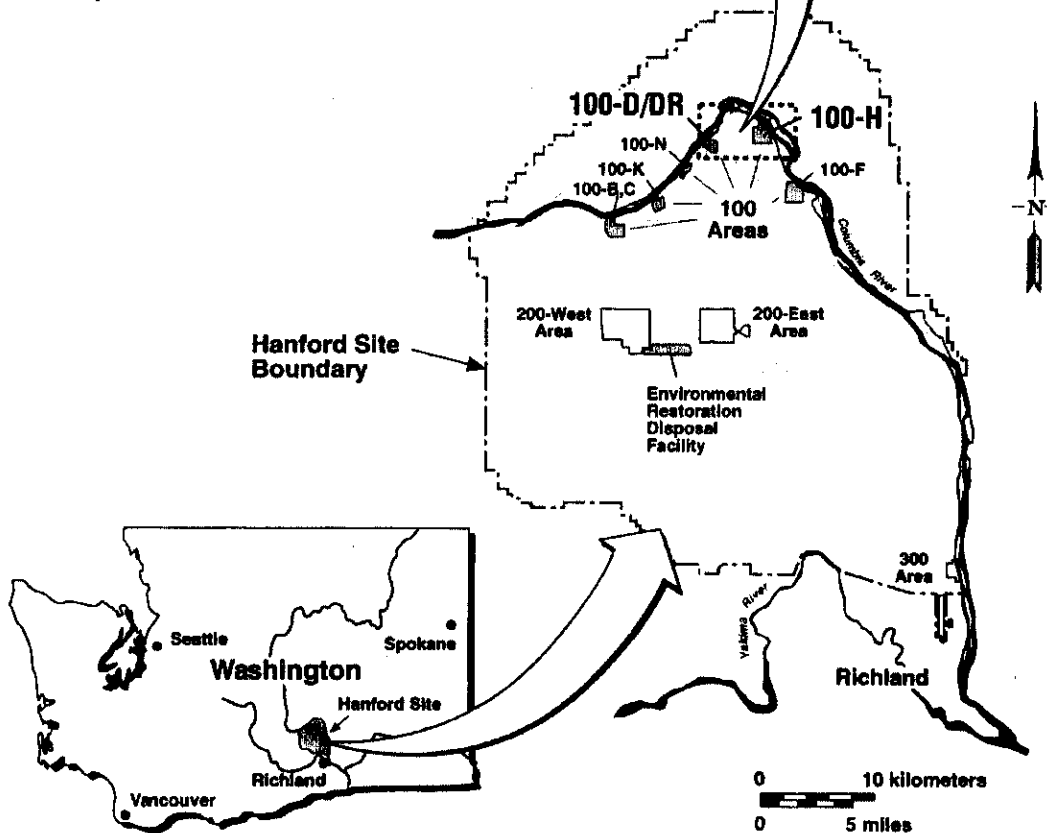 100-D/DR
100-H
100-N
100-K
100-B,C
100-F
100
Areas
Columbia River
200-West
Area
200-East
Area
Hanford Site
Boundary
Environmental
Restoration
Disposal
Facility
300
Area
Yakima River
Richland
Seattle
Spokane
Washington
Hanford Site
Richland
Vancouver
N
0 10 kilometers
0 5 miles